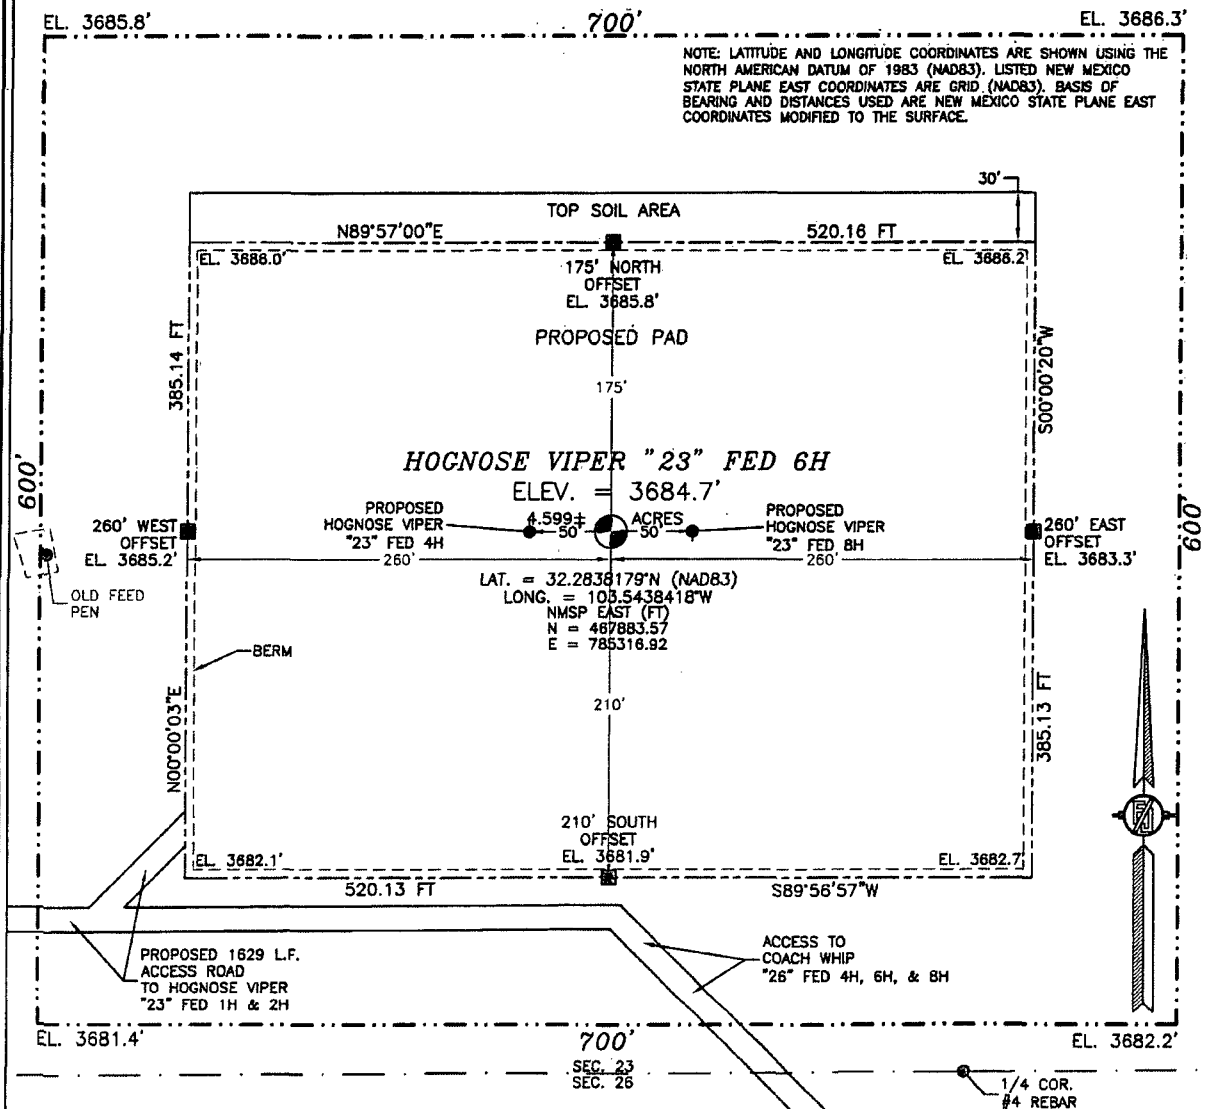 EL. 3685.8'
700'
EL. 3686.3'
NOTE: LATITUDE AND LONGITUDE COORDINATES ARE SHOWN USING THE
NORTH AMERICAN DATUM OF 1983 (NAD83). LISTED NEW MEXICO
STATE PLANE EAST COORDINATES ARE GRID (NAD83). BASIS OF
BEARING AND DISTANCES USED ARE NEW MEXICO STATE PLANE EAST
COORDINATES MODIFIED TO THE SURFACE.
30'
TOP SOIL AREA
N89°57'00"E
520.16 FT
EL. 3686.0'
EL. 3686.2'
175' NORTH
OFFSET
EL. 3685.8'
PROPOSED PAD
385.14 FT
S00°00'20"W
175'
HOGNOSE VIPER "23" FED 6H
ELEV. = 3684.7'
600'
600'
PROPOSED
HOGNOSE VIPER
"23" FED 4H
4.599± ACRES
50'
50'
PROPOSED
HOGNOSE VIPER
"23" FED 8H
260' WEST
OFFSET
EL. 3685.2'
260'
260'
260' EAST
OFFSET
EL. 3683.3'
OLD FEED
PEN
LAT. = 32.2838179°N (NAD83)
LONG. = 103.5438418°W
NMSP EAST (FT)
N = 467883.57
E = 785316.92
BERM
N00°00'03"E
210'
385.13 FT
210' SOUTH
OFFSET
EL. 3681.9'
EL. 3682.1'
EL. 3682.7'
520.13 FT
S89°56'57"W
PROPOSED 1629 L.F.
ACCESS ROAD
TO HOGNOSE VIPER
"23" FED 1H & 2H
ACCESS TO
COACH WHIP
"26" FED 4H, 6H, & 8H
EL. 3681.4'
700'
EL. 3682.2'
SEC. 23
SEC. 26
1/4 COR.
#4 REBAR